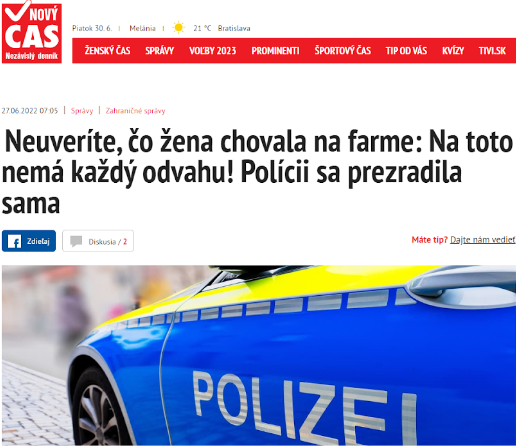 NOVÝ
ČAS
Nezávislý denník
Piatok 30. 6. | Melánia | 21 °C Bratislava
ŽENSKÝ ČAS SPRÁVY VOĽBY 2023 PROMINENTI ŠPORTOVÝ ČAS TIP OD VÁS KVÍZY TIVI.SK
27.06.2022 07:05 | Správy | Zahraničné správy
Neuveríte, čo žena chovala na farme: Na toto
nemá každý odvahu! Polícii sa prezradila
sama
Zdieľaj Diskusia / 2 Máte tip? Dajte nám vedieť
POLIZEI